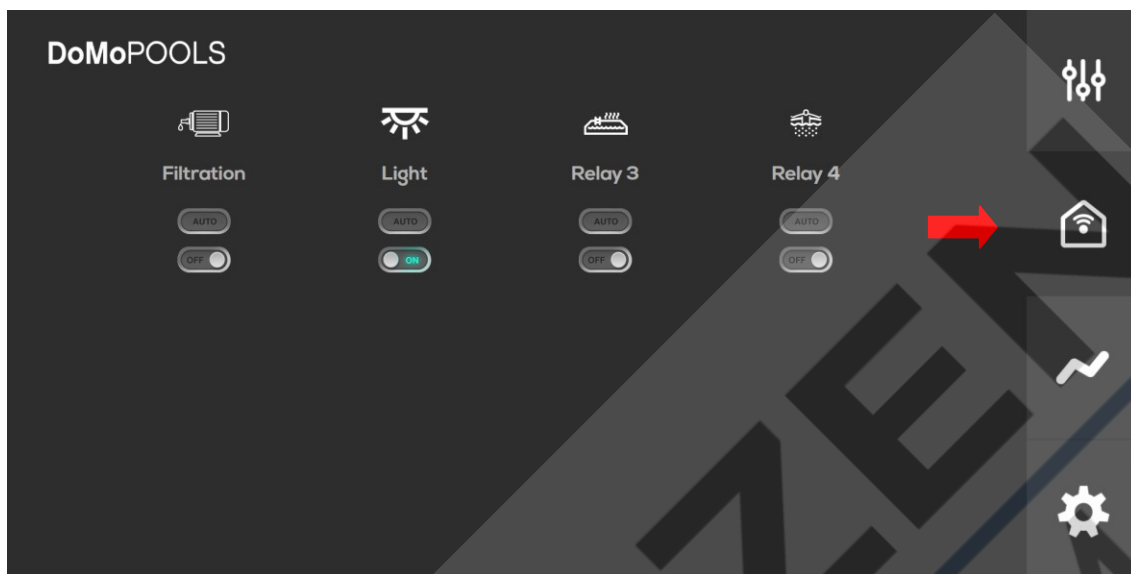 DoMoPOOLS
Filtration Light Relay 3 Relay 4
AUTO AUTO AUTO AUTO
OFF ON OFF OFF
ZEN